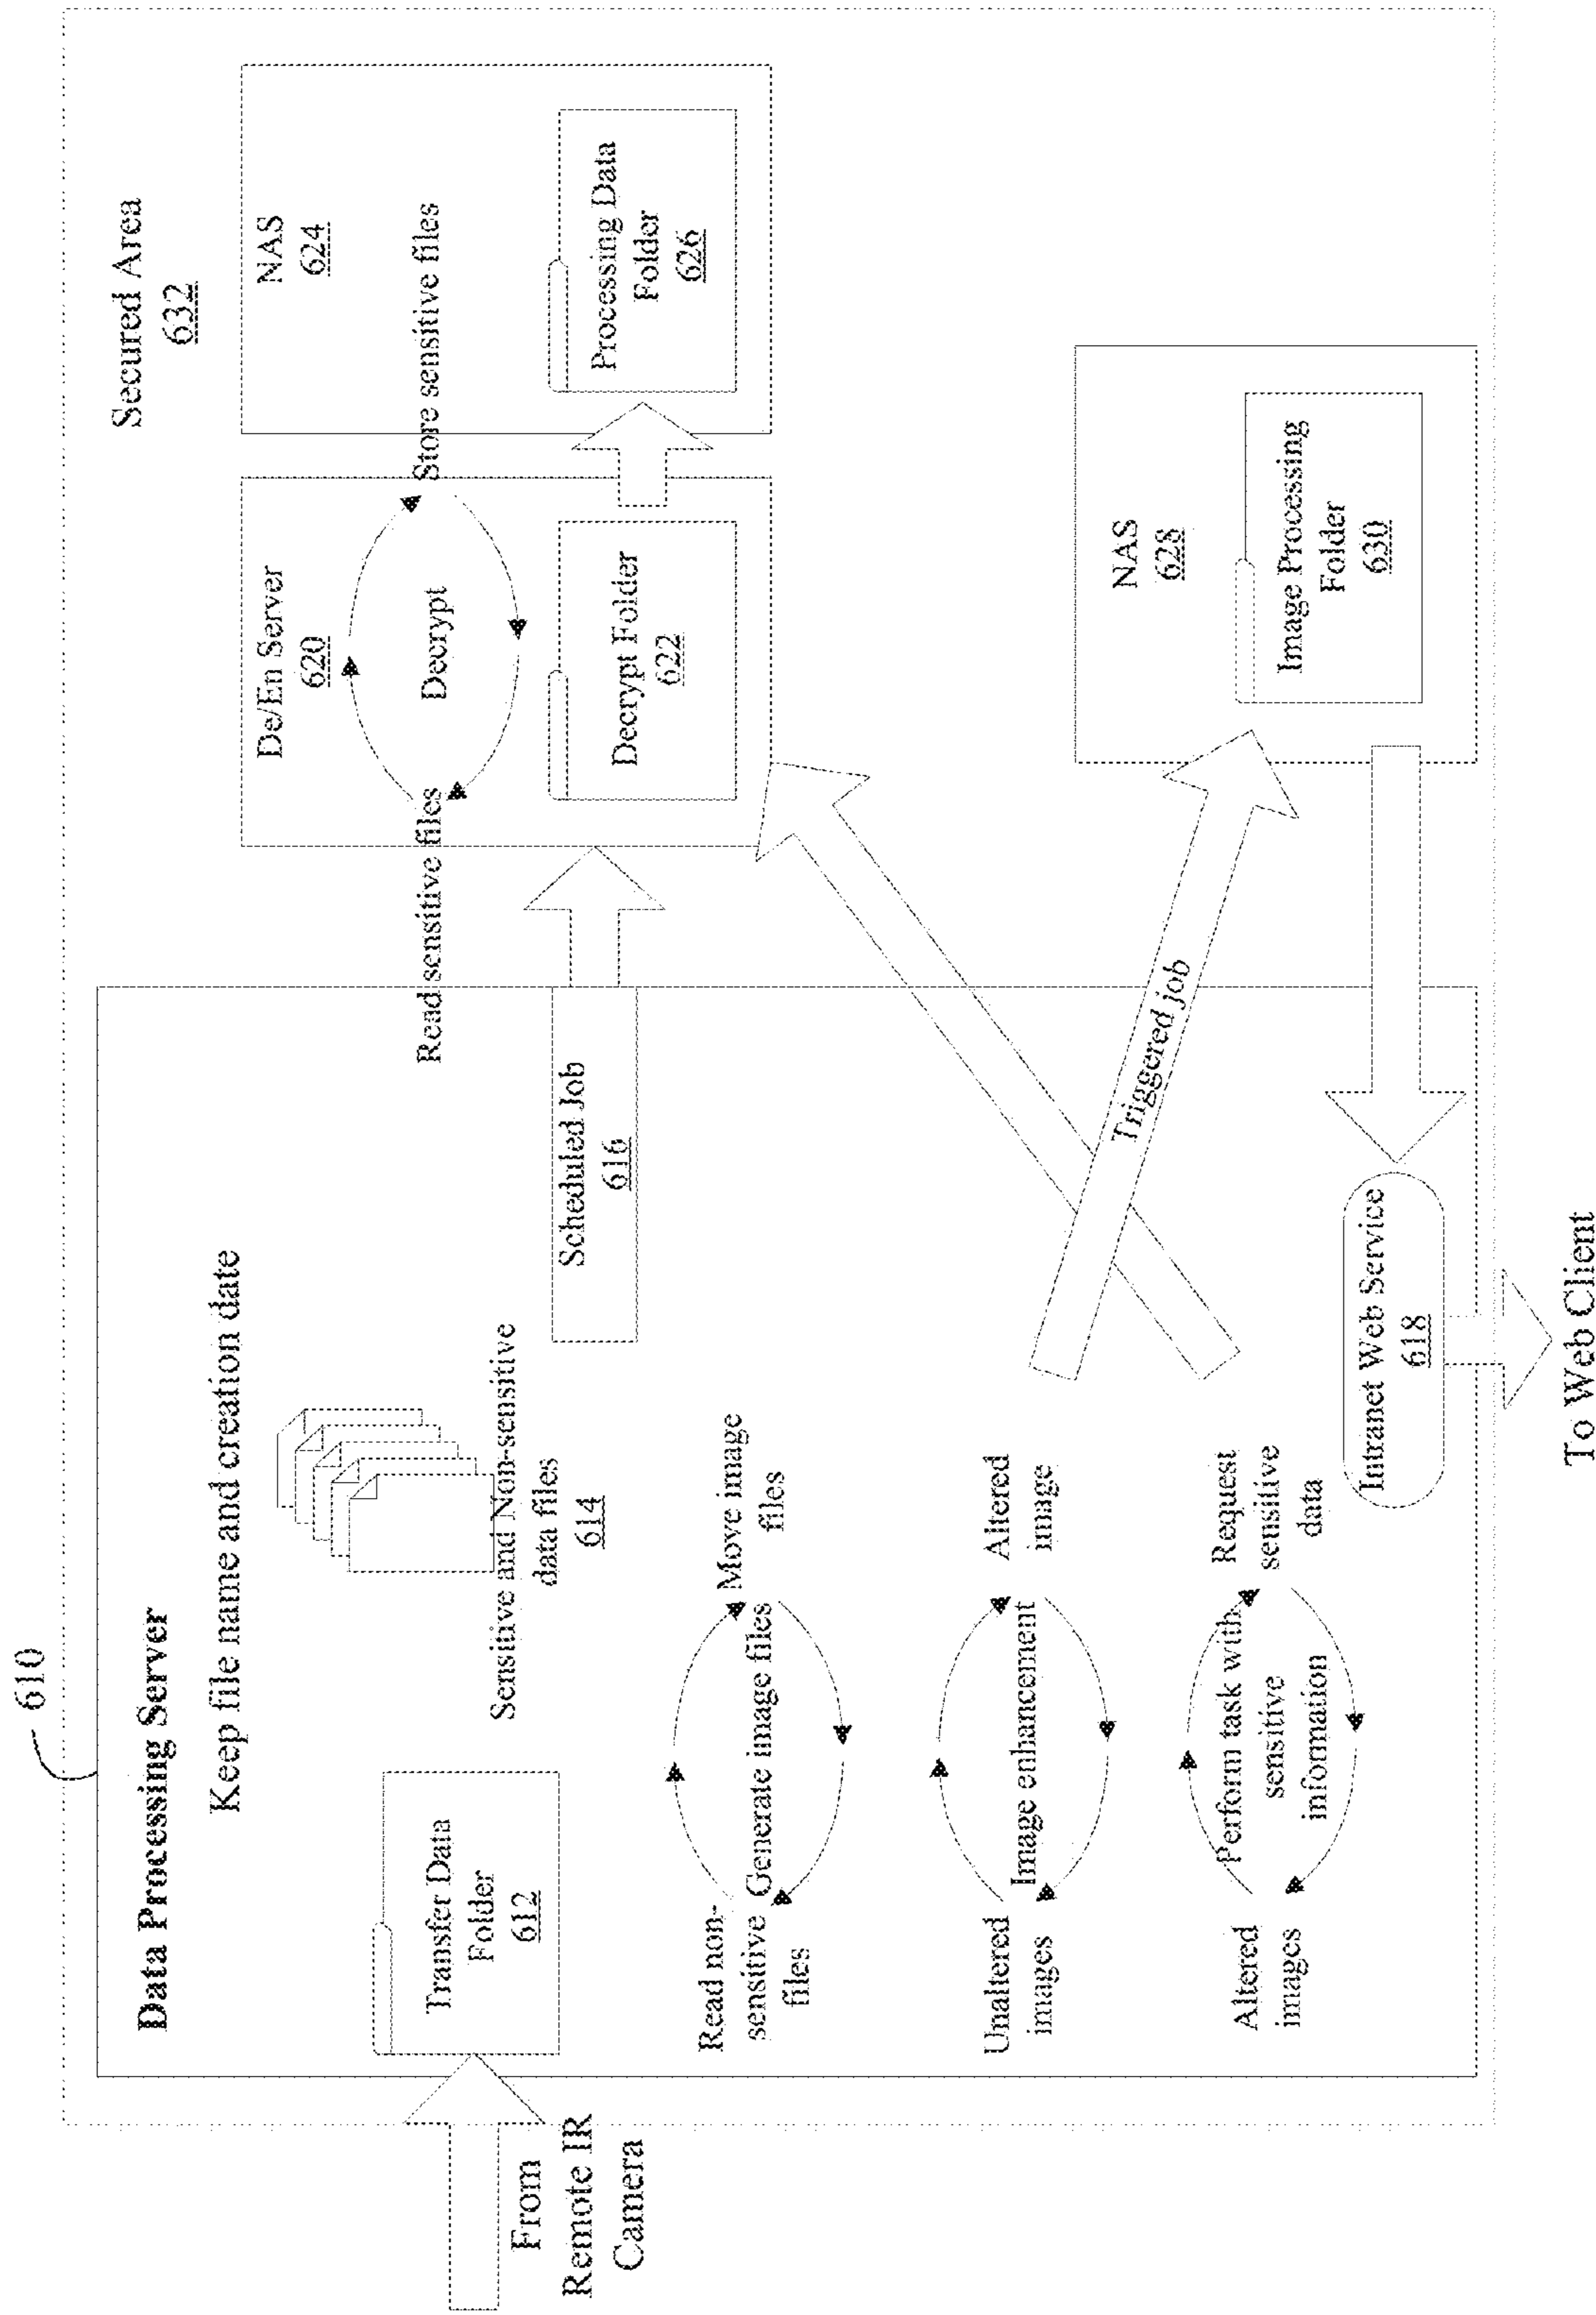 610
Secured Area
632
Data Processing Server
Keep file name and creation date
From
Remote IR
Camera
Transfer Data
Folder
612
Sensitive and Non-sensitive
data files
614
Scheduled Job
616
Read sensitive files
De/En Server
620
Decrypt
Store sensitive files
Decrypt Folder
622
NAS
624
Processing Data
Folder
626
Read non-
sensitive
files
Generate image files
Move image
files
Unaltered
images
Image enhancement
Altered
image
Altered
images
Perform task with
sensitive
information
Request
sensitive
data
Triggered job
NAS
628
Image Processing
Folder
630
Intranet Web Service
618
To Web Client